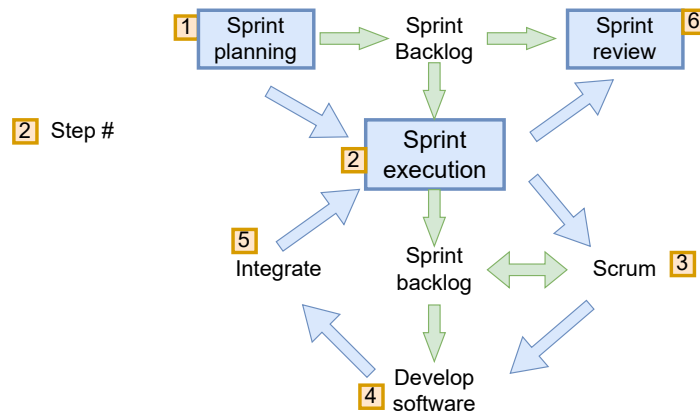 1
Sprint
planning
Sprint
Backlog
Sprint
review
6
2 Step #
Sprint
execution
2
5
Integrate
Sprint
backlog
Scrum
3
4
Develop
software